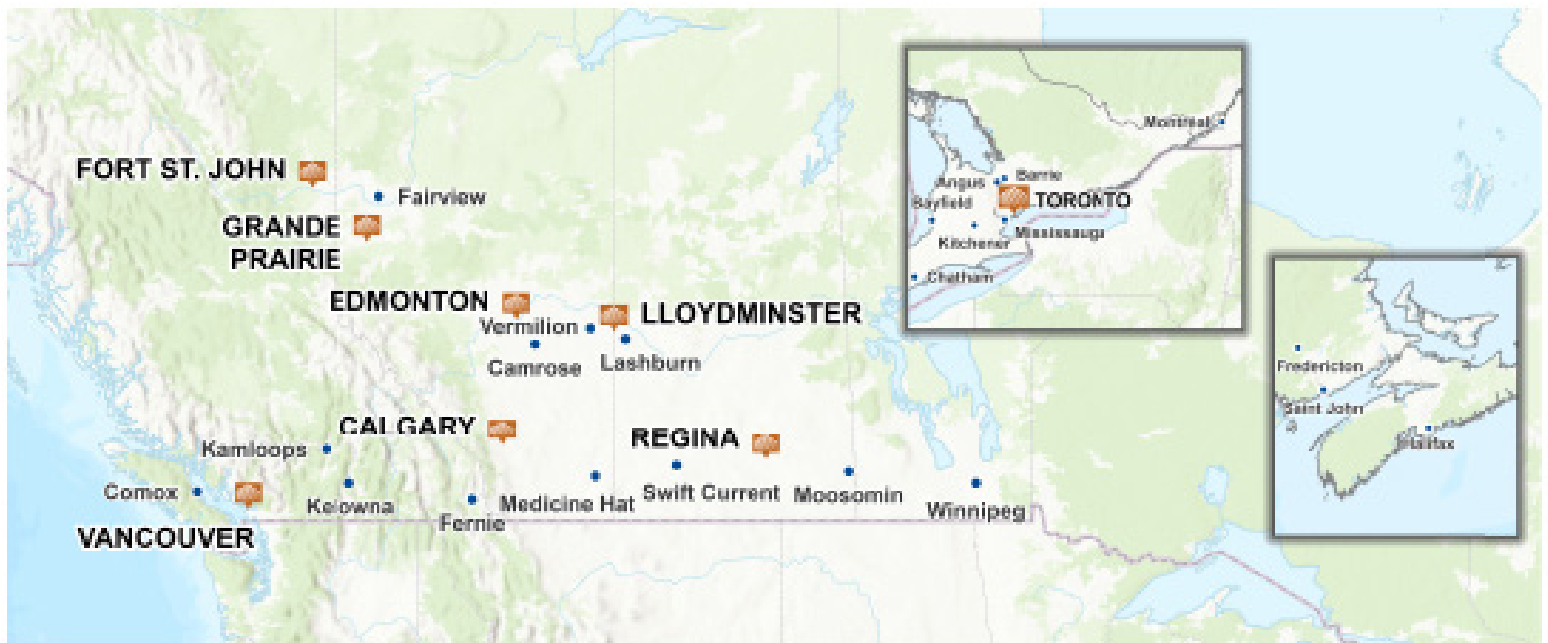 FORT ST. JOHN
Fairview
GRANDE
PRAIRIE
EDMONTON
LLOYDMINSTER
Vermilion
Camrose
Lashburn
CALGARY
REGINA
Kamloops
Comox
Kelowna
Fernie
Medicine Hat
Swift Current
Moosomin
Winnipeg
VANCOUVER
Montreal
Angus
Barrie
Bayfield
TORONTO
Kitchener
Mississaug
Chatham
Fredericton
Saint John
Halifax